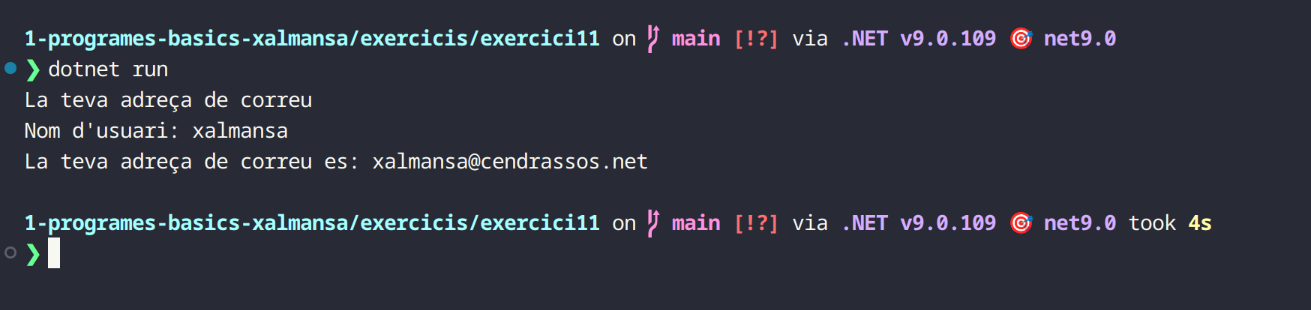 1-programes-basics-xalmansa/exercicis/exercici11 on main [!?] via .NET v9.0.109 🎯 net9.0
❯ dotnet run
La teva adreça de correu
Nom d'usuari: xalmansa
La teva adreça de correu es: xalmansa@cendrassos.net
1-programes-basics-xalmansa/exercicis/exercici11 on main [!?] via .NET v9.0.109 🎯 net9.0 took 4s
❯